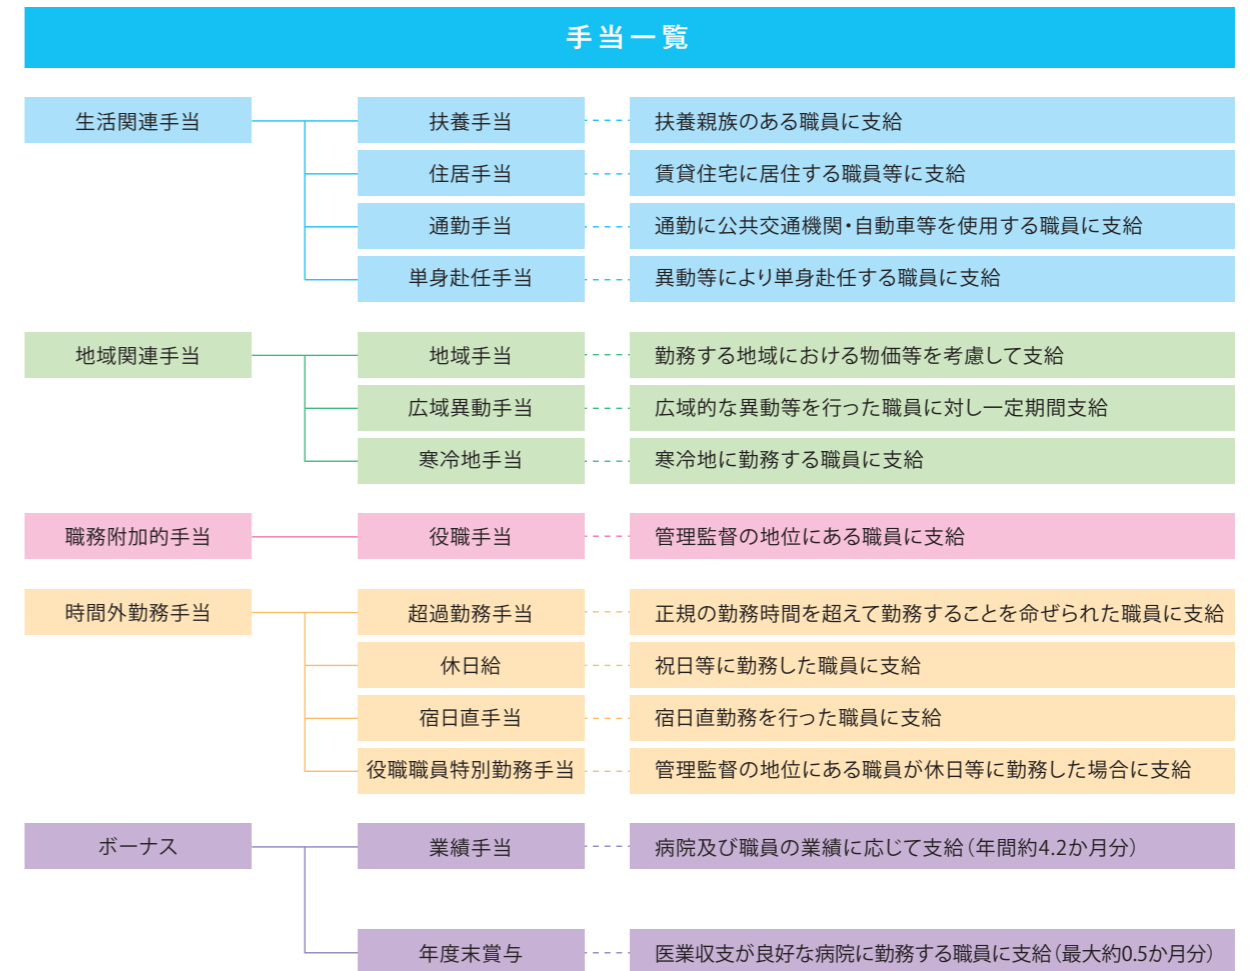 手当一覧
生活関連手当
扶養手当
扶養親族のある職員に支給
住居手当
賃貸住宅に居住する職員等に支給
通勤手当
通勤に公共交通機関・自動車等を使用する職員に支給
単身赴任手当
異動等により単身赴任する職員に支給
地域関連手当
地域手当
勤務する地域における物価等を考慮して支給
広域異動手当
広域的な異動等を行った職員に対し一定期間支給
寒冷地手当
寒冷地に勤務する職員に支給
職務附加的手当
役職手当
管理監督の地位にある職員に支給
時間外勤務手当
超過勤務手当
正規の勤務時間を超えて勤務することを命ぜられた職員に支給
休日給
祝日等に勤務した職員に支給
宿日直手当
宿日直勤務を行った職員に支給
役職職員特別勤務手当
管理監督の地位にある職員が休日等に勤務した場合に支給
ボーナス
業績手当
病院及び職員の業績に応じて支給（年間約4.2か月分）
年度末賞与
医業収支が良好な病院に勤務する職員に支給（最大約0.5か月分）